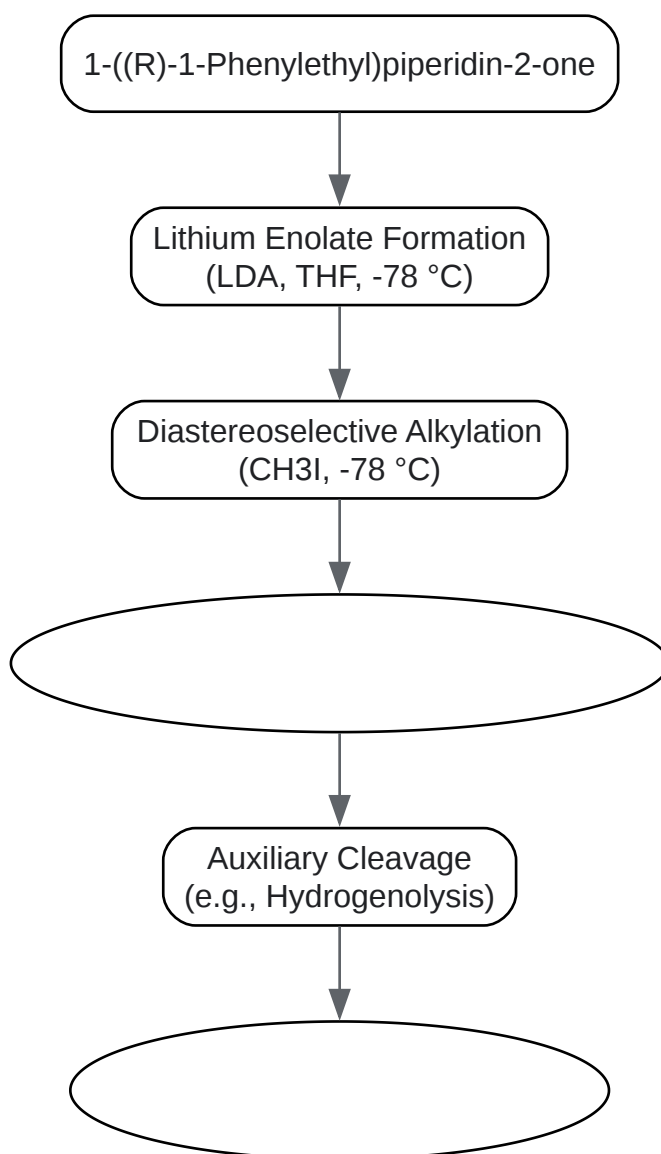 1-((R)-1-Phenylethyl)piperidin-2-one
Lithium Enolate Formation
(LDA, THF, -78 °C)
Diastereoselective Alkylation
(CH3I, -78 °C)
Auxiliary Cleavage
(e.g., Hydrogenolysis)